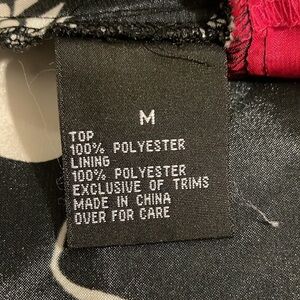 M
TOP
100% POLYESTER
LINING
100% POLYESTER
EXCLUSIVE OF TRIMS
MADE IN CHINA
OVER FOR CARE